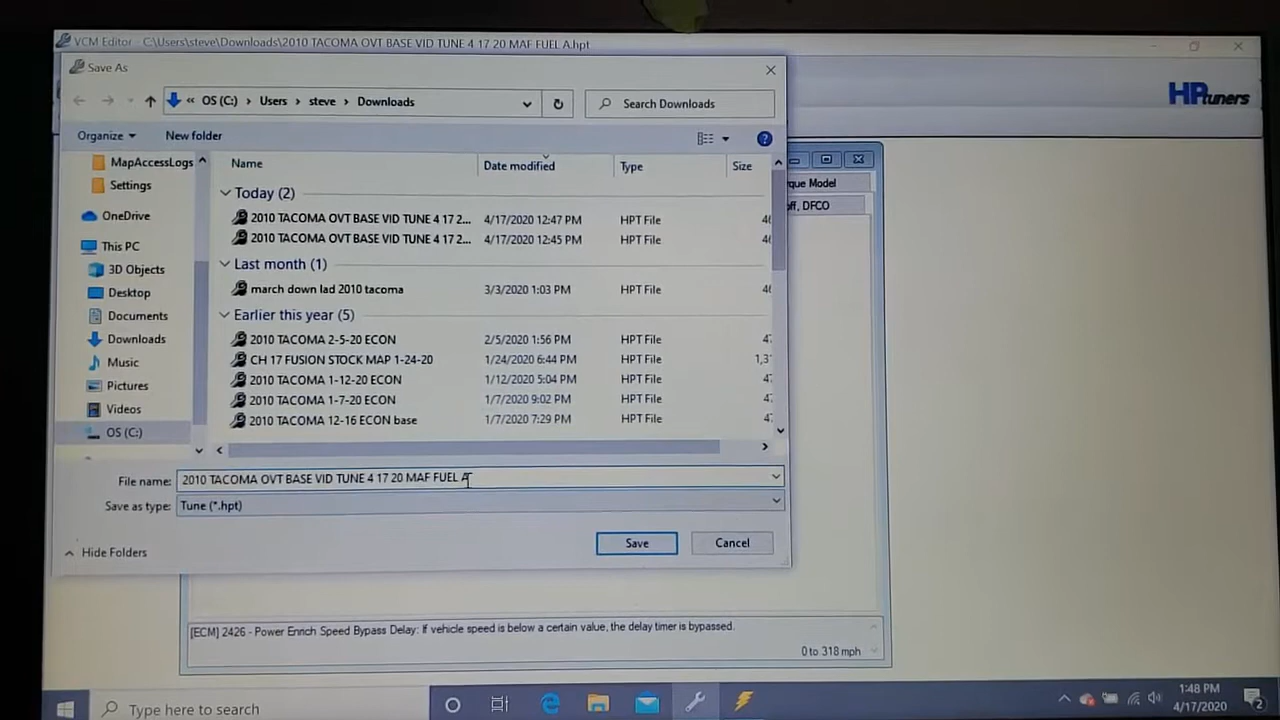 VCM Editor - C:\Users\steve\Downloads\2010 TACOMA OVT BASE VID TUNE 4 17 20 MAF FUEL A.hpt
Save As
« OS (C:) › Users › steve › Downloads
Search Downloads
HPtuners
Organize
New folder
MapAccessLogs
Settings
OneDrive
This PC
3D Objects
Desktop
Documents
Downloads
Music
Pictures
Videos
OS (C:)
Name Date modified Type Size
Today (2)
2010 TACOMA OVT BASE VID TUNE 4 17 2... 4/17/2020 12:47 PM HPT File 46
2010 TACOMA OVT BASE VID TUNE 4 17 2... 4/17/2020 12:45 PM HPT File 46
Last month (1)
march down lad 2010 tacoma 3/3/2020 1:03 PM HPT File 46
Earlier this year (5)
2010 TACOMA 2-5-20 ECON 2/5/2020 1:56 PM HPT File 47
CH 17 FUSION STOCK MAP 1-24-20 1/24/2020 6:44 PM HPT File 1,3
2010 TACOMA 1-12-20 ECON 1/12/2020 5:04 PM HPT File 47
2010 TACOMA 1-7-20 ECON 1/7/2020 9:02 PM HPT File 47
2010 TACOMA 12-16 ECON base 1/7/2020 7:29 PM HPT File 47
que Model
off, DFCO
File name: 2010 TACOMA OVT BASE VID TUNE 4 17 20 MAF FUEL A
Save as type: Tune (*.hpt)
Hide Folders
Save
Cancel
[ECM] 2426 - Power Enrich Speed Bypass Delay: If vehicle speed is below a certain value, the delay timer is bypassed.
0 to 318 mph
Type here to search
1:48 PM
4/17/2020
2